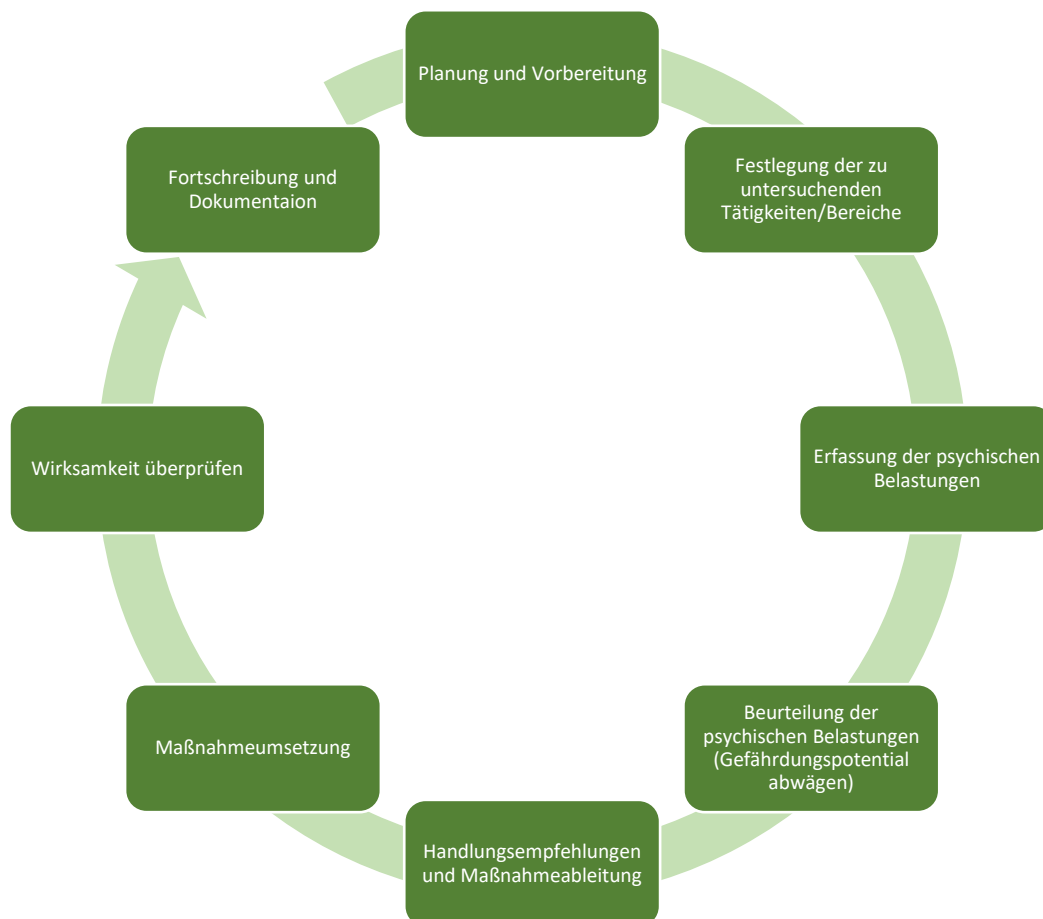 Planung und Vorbereitung
Festlegung der zu
untersuchenden
Tätigkeiten/Bereiche
Erfassung der psychischen
Belastungen
Beurteilung der
psychischen Belastungen
(Gefährdungspotential
abwägen)
Handlungsempfehlungen
und Maßnahmeableitung
Maßnahmeumsetzung
Wirksamkeit überprüfen
Fortschreibung und
Dokumentaion